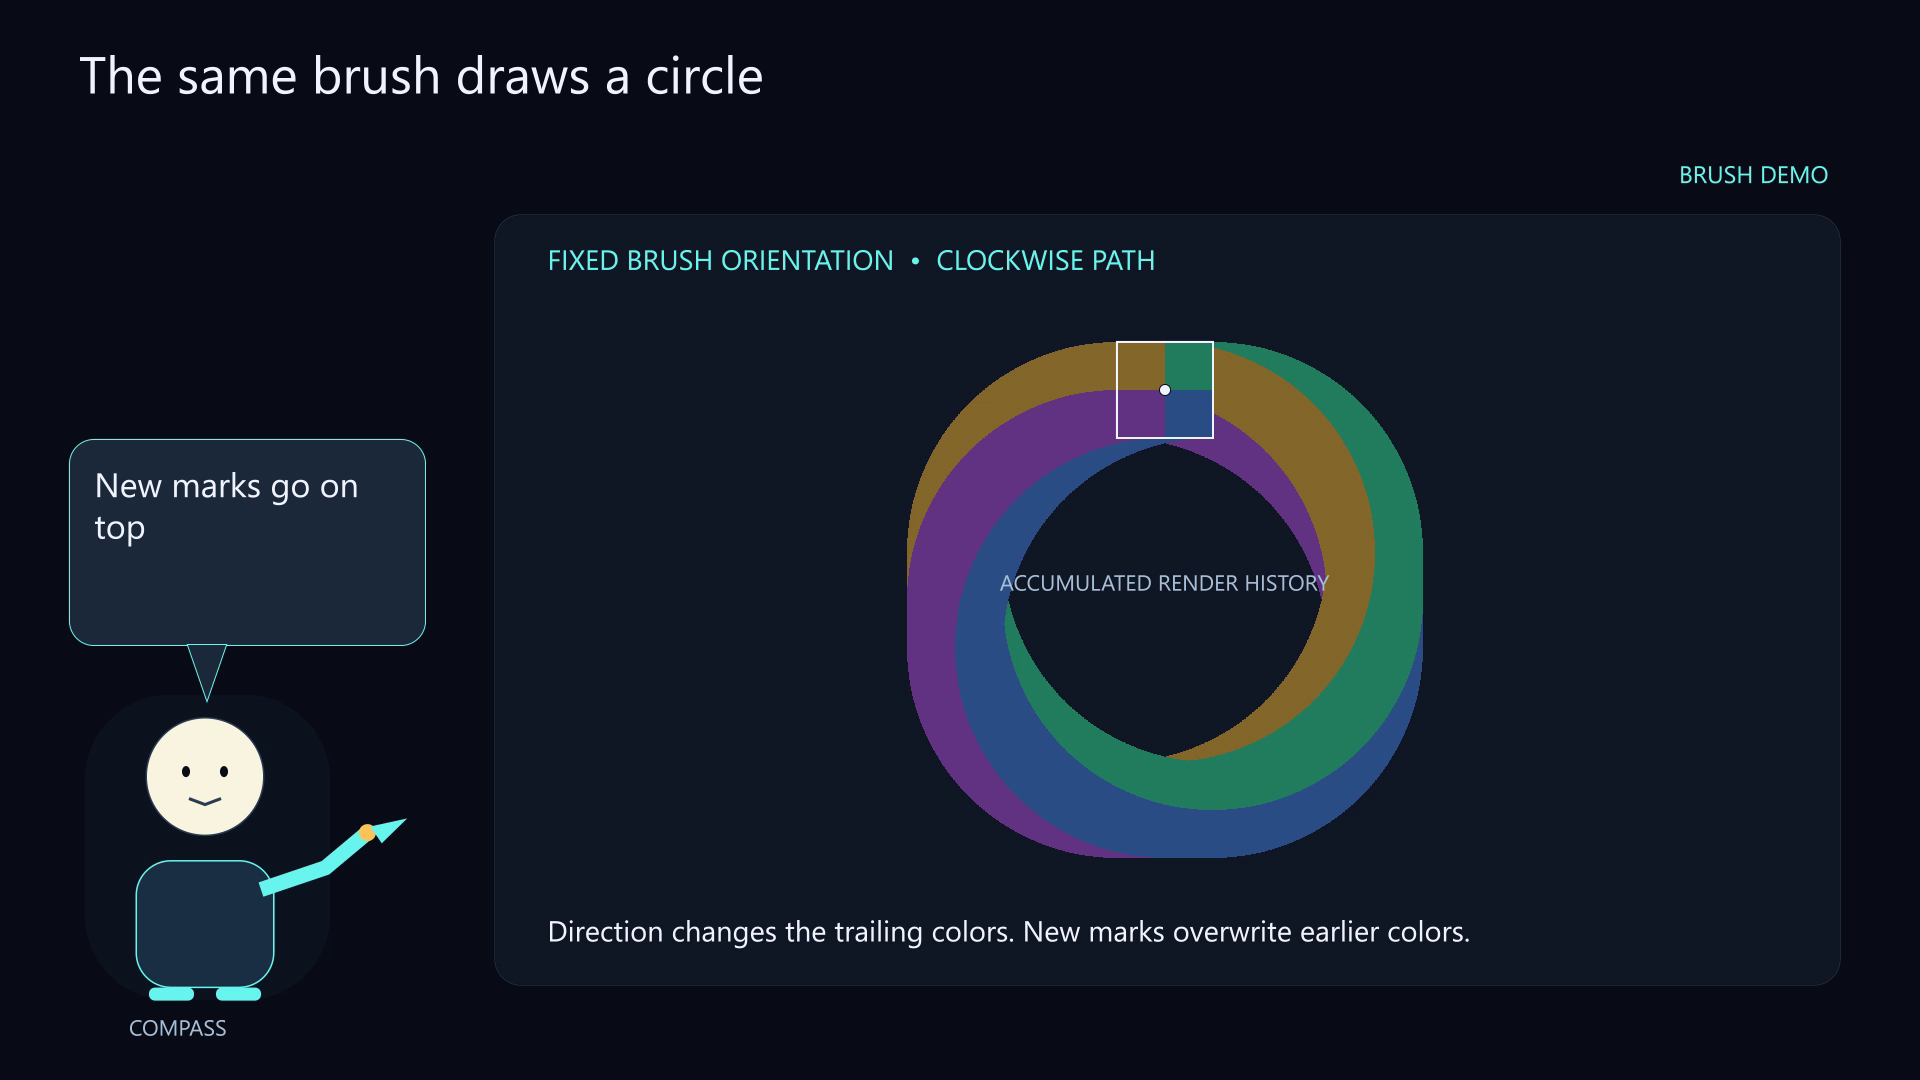 The same brush draws a circle
BRUSH DEMO
FIXED BRUSH ORIENTATION • CLOCKWISE PATH
New marks go on
top
ACCUMULATED RENDER HISTORY
Direction changes the trailing colors. New marks overwrite earlier colors.
COMPASS